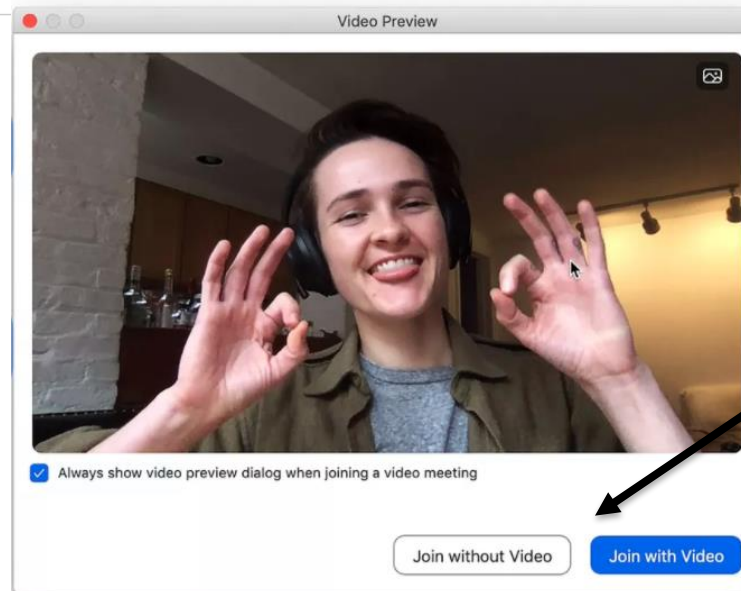 Video Preview
Always show video preview dialog when joining a video meeting
Join without Video
Join with Video